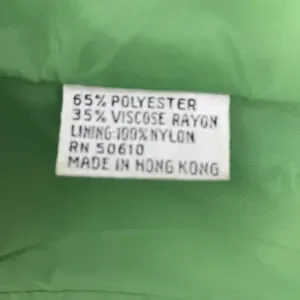 65% POLYESTER
35% VISCOSE RAYON
LINING-100% NYLON
RN 50610
MADE IN HONG KONG